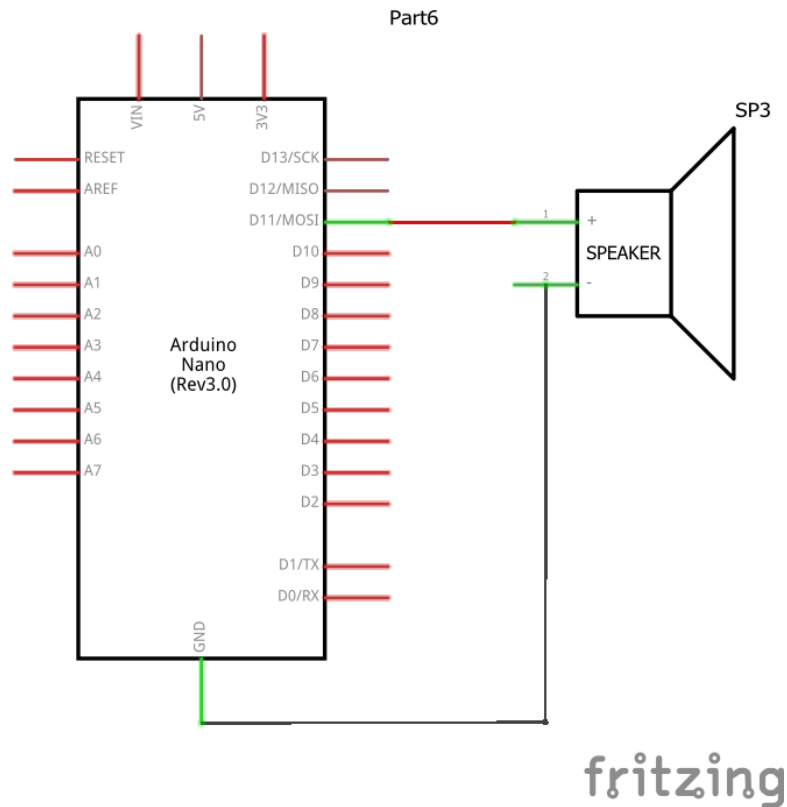 Part6
VIN
5V
3V3
SP3
RESET
D13/SCK
AREF
D12/MISO
D11/MOSI
1
+
A0
D10
SPEAKER
A1
D9
2
-
A2
D8
A3
D7
Arduino
Nano
(Rev3.0)
A4
D6
A5
D5
A6
D4
A7
D3
D2
D1/TX
D0/RX
GND
fritzing